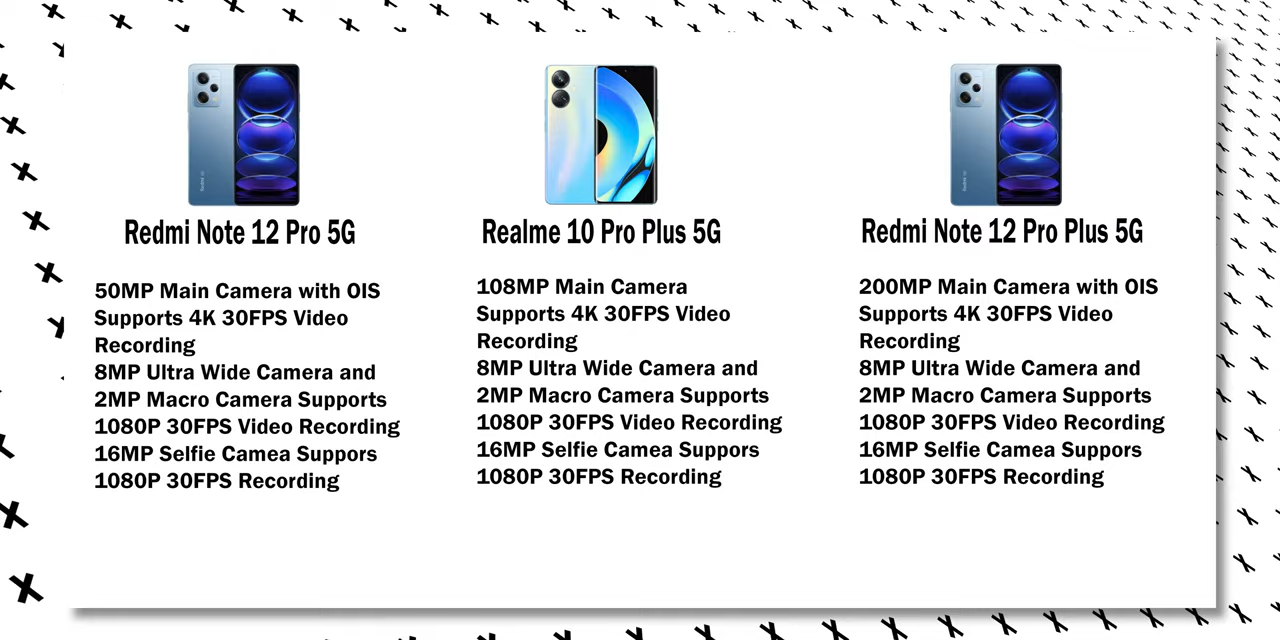 Redmi Note 12 Pro 5G
50MP Main Camera with OIS
Supports 4K 30FPS Video
Recording
8MP Ultra Wide Camera and
2MP Macro Camera Supports
1080P 30FPS Video Recording
16MP Selfie Camea Suppors
1080P 30FPS Recording
Realme 10 Pro Plus 5G
108MP Main Camera
Supports 4K 30FPS Video
Recording
8MP Ultra Wide Camera and
2MP Macro Camera Supports
1080P 30FPS Video Recording
16MP Selfie Camea Suppors
1080P 30FPS Recording
Redmi Note 12 Pro Plus 5G
200MP Main Camera with OIS
Supports 4K 30FPS Video
Recording
8MP Ultra Wide Camera and
2MP Macro Camera Supports
1080P 30FPS Video Recording
16MP Selfie Camea Suppors
1080P 30FPS Recording